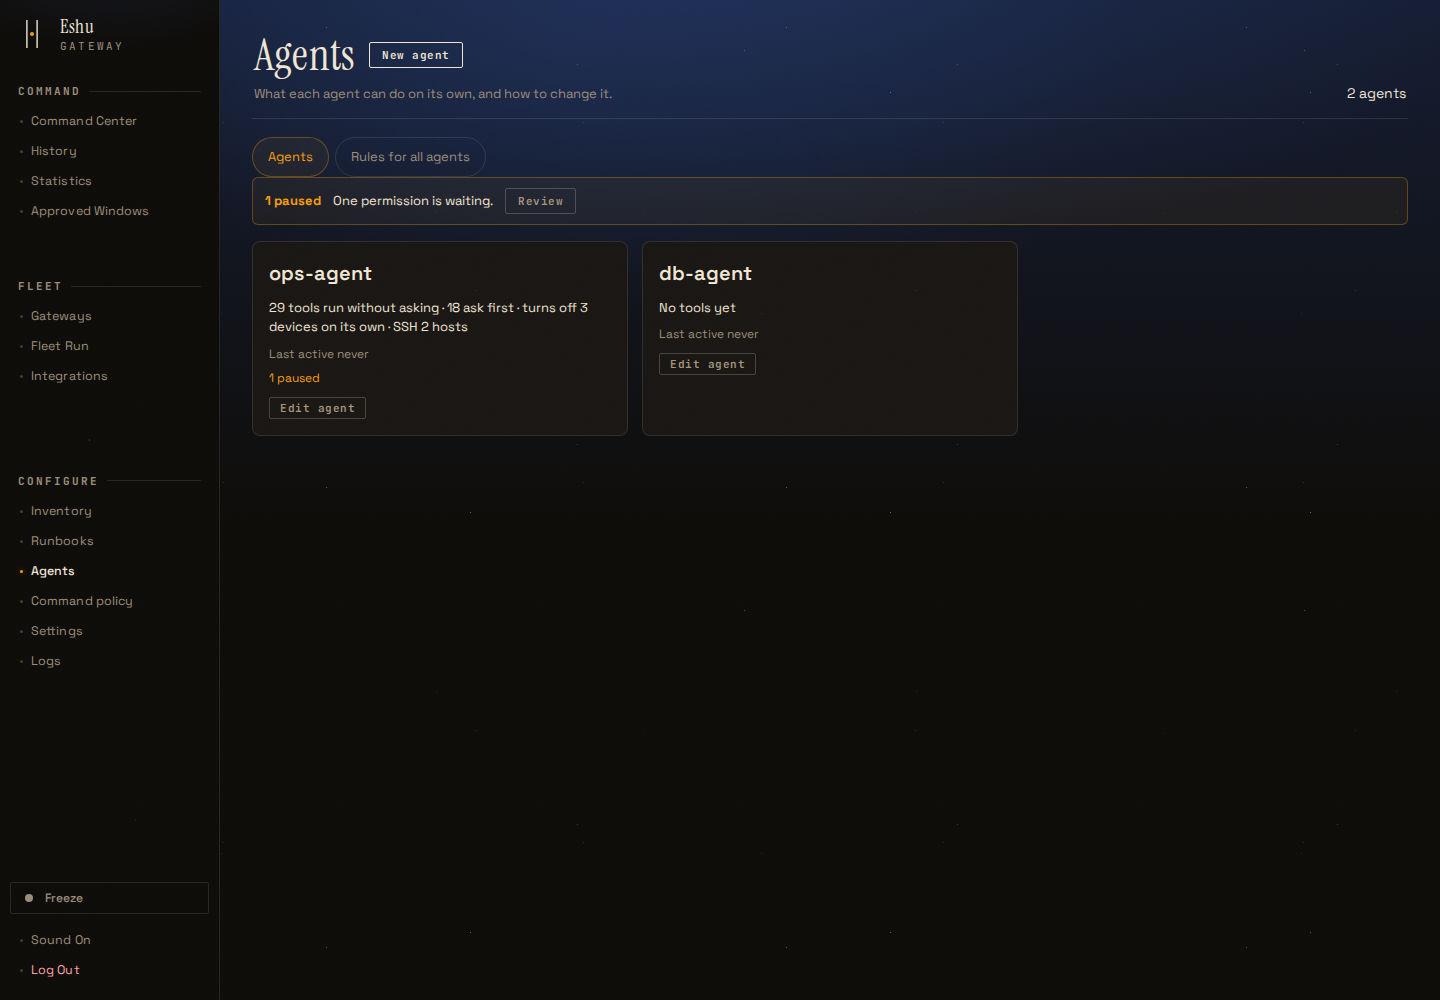 Eshu
GATEWAY
COMMAND
Command Center
History
Statistics
Approved Windows
FLEET
Gateways
Fleet Run
Integrations
CONFIGURE
Inventory
Runbooks
Agents
Command policy
Settings
Logs
Freeze
Sound On
Log Out
Agents
New agent
What each agent can do on its own, and how to change it.
2 agents
Agents
Rules for all agents
1 paused One permission is waiting. Review
ops-agent
29 tools run without asking · 18 ask first · turns off 3
devices on its own · SSH 2 hosts
Last active never
1 paused
Edit agent
db-agent
No tools yet
Last active never
Edit agent